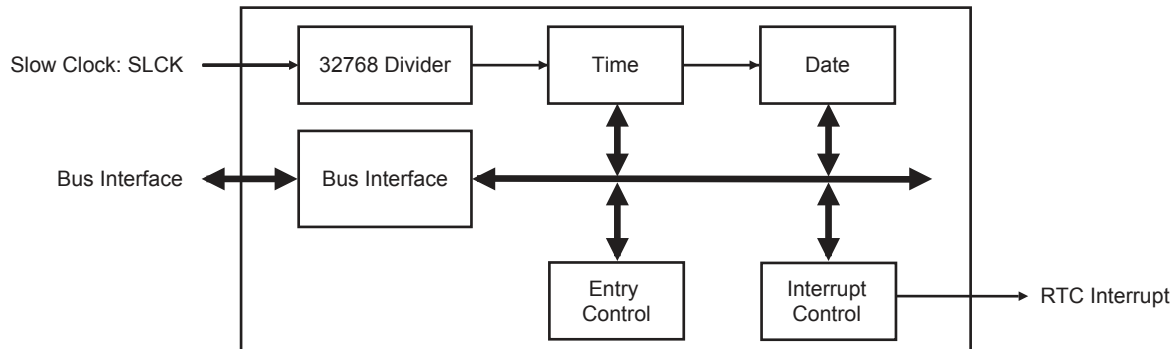 Slow Clock: SLCK
32768 Divider
Time
Date
Bus Interface
Bus Interface
Entry
Control
Interrupt
Control
RTC Interrupt